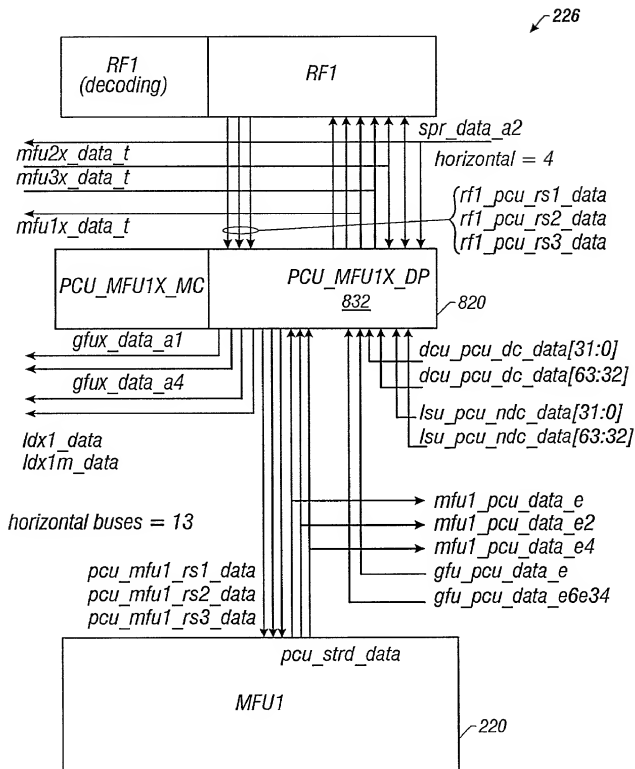 226
RF1
(decoding)
RF1
spr_data_a2
mfu2x_data_t
horizontal = 4
mfu3x_data_t
rf1_pcu_rs1_data
mfu1x_data_t
rf1_pcu_rs2_data
rf1_pcu_rs3_data
PCU_MFU1X_MC
PCU_MFU1X_DP
832
820
gfux_data_a1
dcu_pcu_dc_data[31:0]
gfux_data_a4
dcu_pcu_dc_data[63:32]
lsu_pcu_ndc_data[31:0]
ldx1_data
lsu_pcu_ndc_data[63:32]
ldx1m_data
mfu1_pcu_data_e
horizontal buses = 13
mfu1_pcu_data_e2
mfu1_pcu_data_e4
pcu_mfu1_rs1_data
gfu_pcu_data_e
pcu_mfu1_rs2_data
gfu_pcu_data_e6e34
pcu_mfu1_rs3_data
pcu_strd_data
MFU1
220